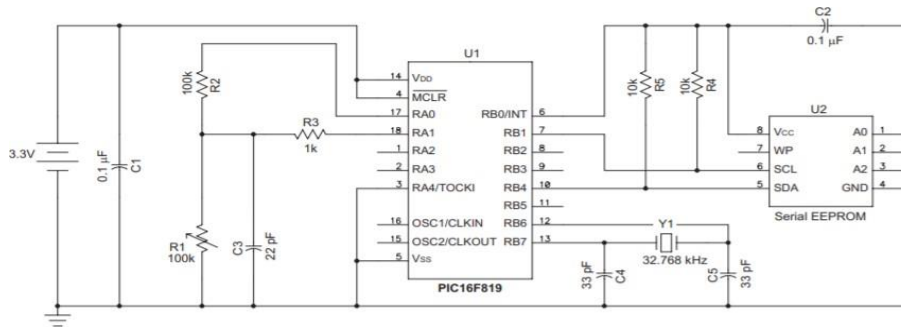 C2
0.1 µF
U1
100k
R2
14 VDD
4 MCLR
17 RA0
RB0/INT 6
10k
R5
10k
R4
U2
R3
1k
18 RA1
RB1 7
1 RA2
RB2 8
2 RA3
RB3 9
3 RA4/TOCKI
RB4 10
RB5 11
16 OSC1/CLKIN
RB6 12
15 OSC2/CLKOUT
RB7 13
5 VSS
8 VCC
A0 1
7 WP
A1 2
6 SCL
A2 3
5 SDA
GND 4
Serial EEPROM
3.3V
0.1 µF
C1
R1
100k
C3
22 pF
Y1
32.768 kHz
33 pF
C4
C5
33 pF
PIC16F819